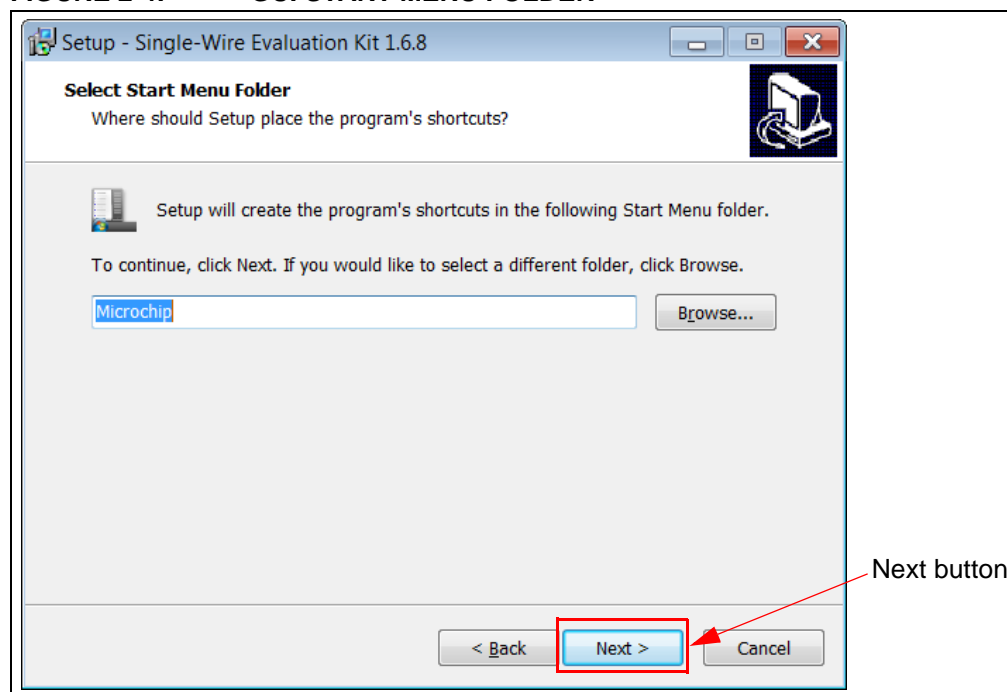 Setup - Single-Wire Evaluation Kit 1.6.8
Select Start Menu Folder
Where should Setup place the program's shortcuts?
Setup will create the program's shortcuts in the following Start Menu folder.
To continue, click Next. If you would like to select a different folder, click Browse.
Microchip
Browse...
Next button
< Back
Next >
Cancel